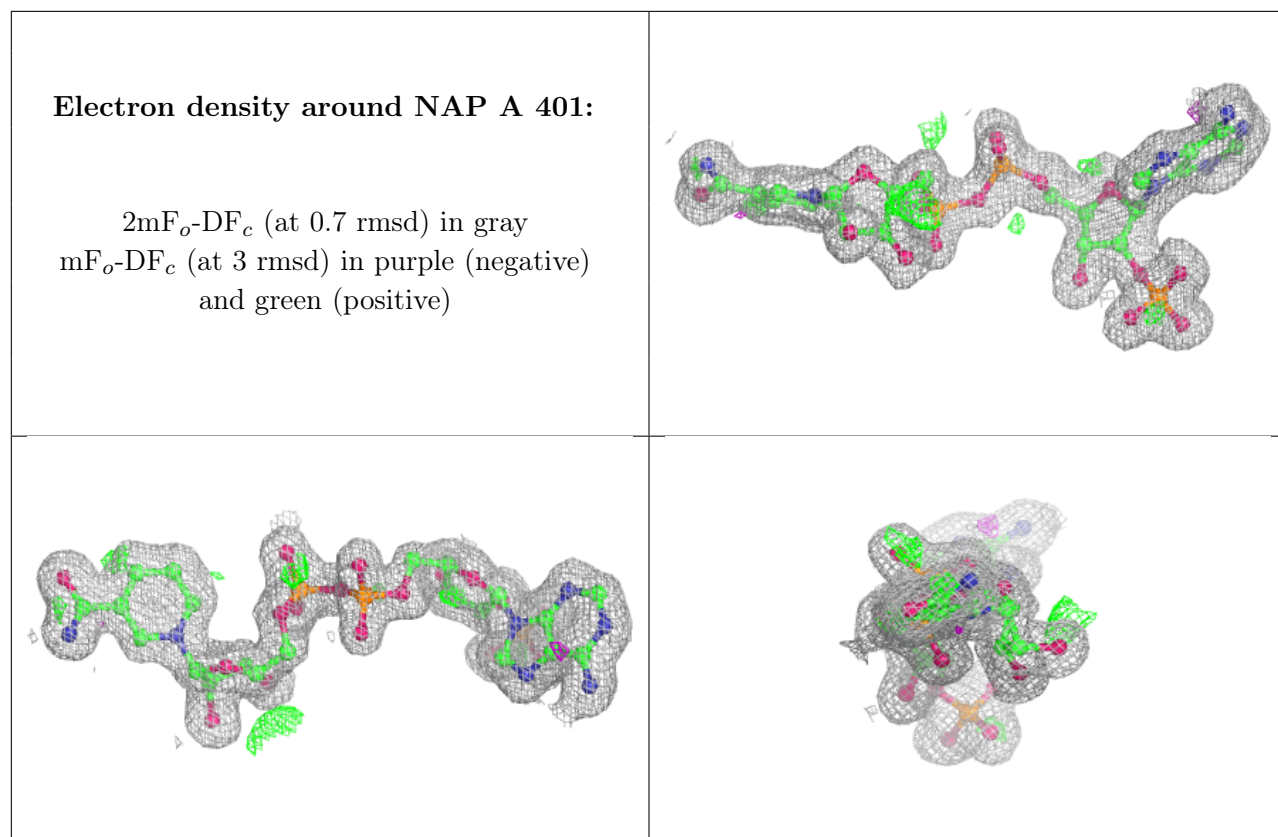 Electron density around NAP A 401:
2mFo-DFc (at 0.7 rmsd) in gray
mFo-DFc (at 3 rmsd) in purple (negative)
and green (positive)